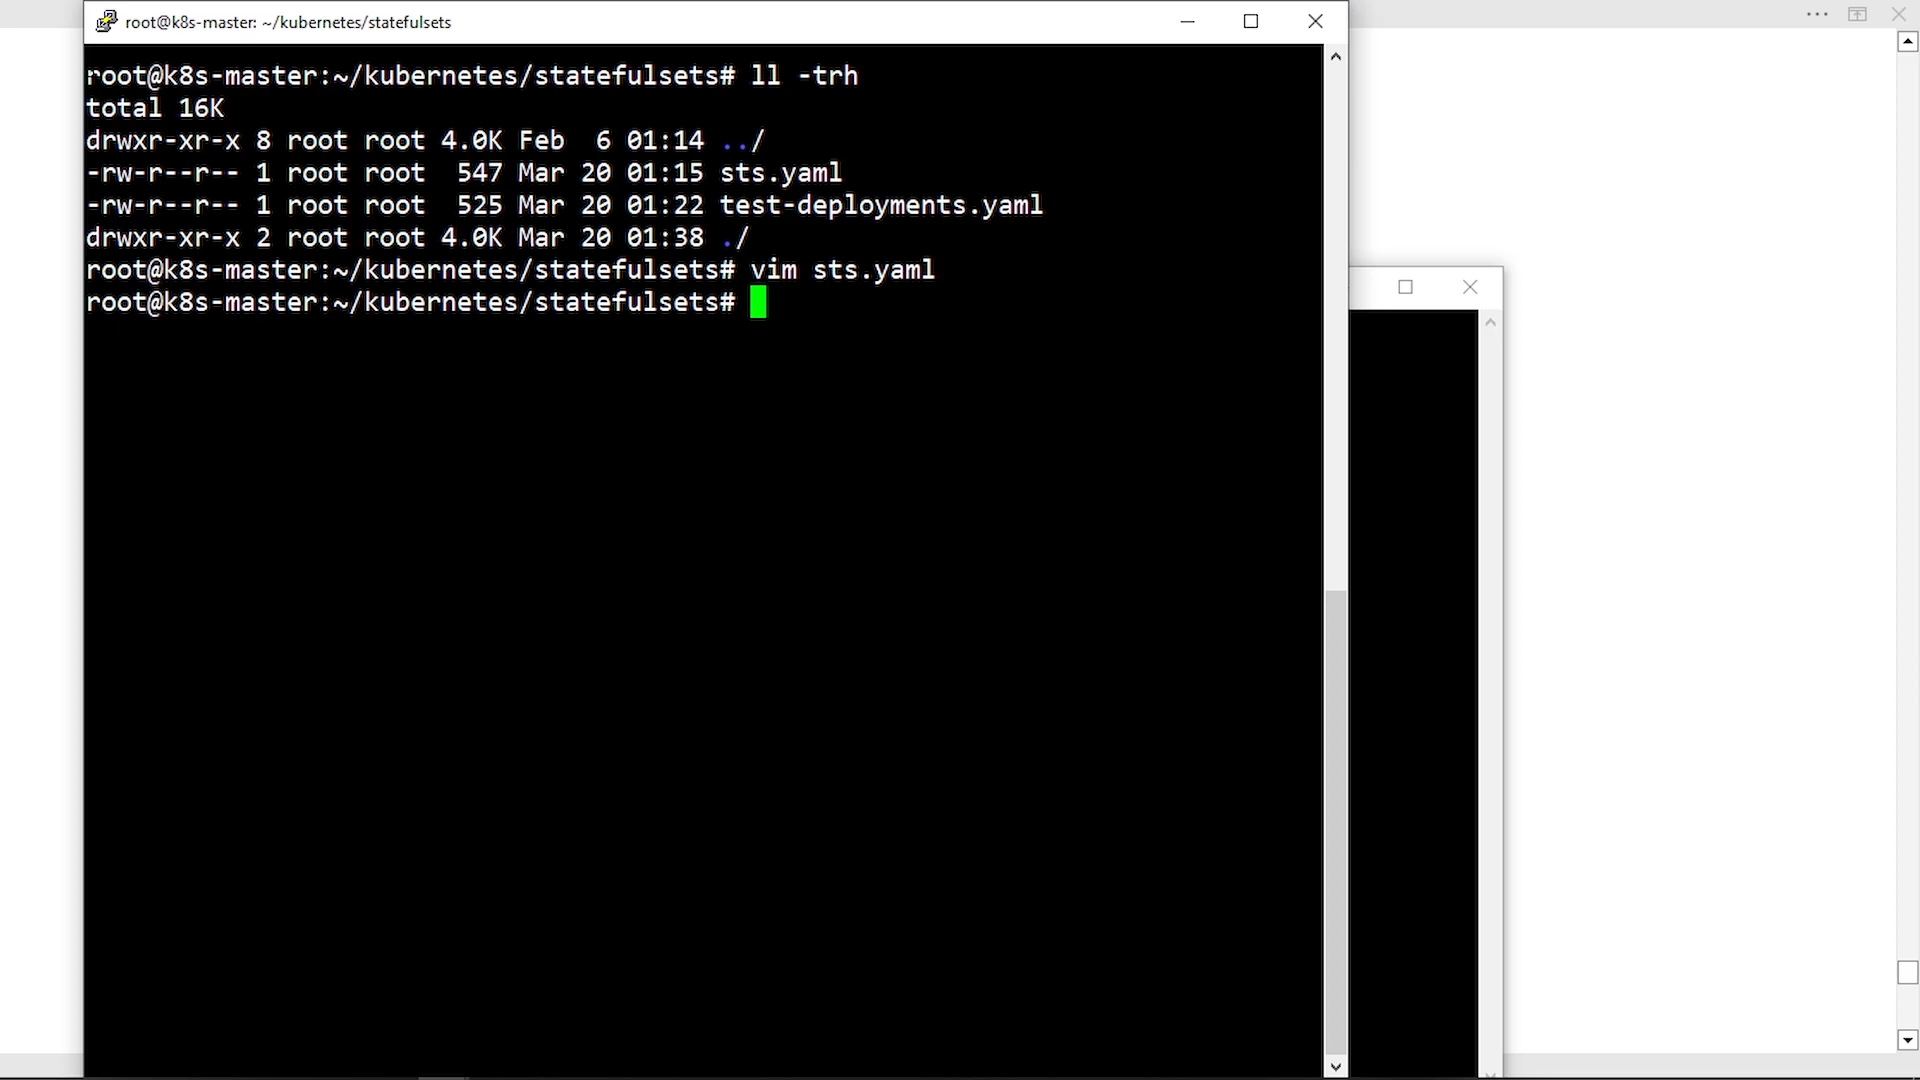 root@k8s-master: ~/kubernetes/statefulsets
root@k8s-master:~/kubernetes/statefulsets# ll -trh
total 16K
drwxr-xr-x 8 root root 4.0K Feb  6 01:14 ../
-rw-r--r-- 1 root root  547 Mar 20 01:15 sts.yaml
-rw-r--r-- 1 root root  525 Mar 20 01:22 test-deployments.yaml
drwxr-xr-x 2 root root 4.0K Mar 20 01:38 ./
root@k8s-master:~/kubernetes/statefulsets# vim sts.yaml
root@k8s-master:~/kubernetes/statefulsets#